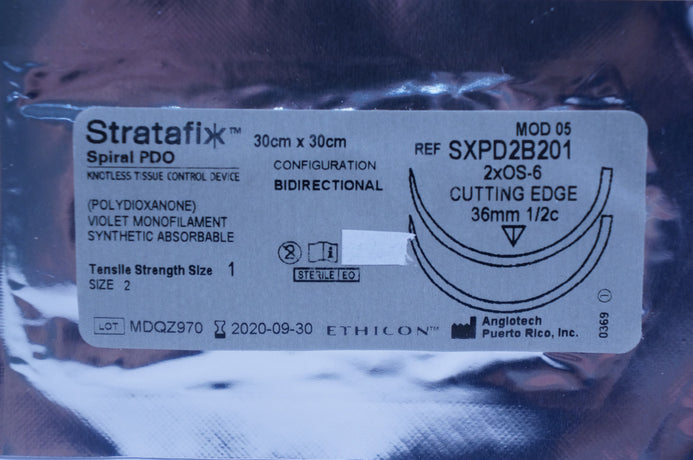 Stratafix™
Spiral PDO
KNOTLESS TISSUE CONTROL DEVICE
(POLYDIOXANONE)
VIOLET MONOFILAMENT
SYNTHETIC ABSORBABLE
Tensile Strength Size 1
SIZE 2
30cm x 30cm
CONFIGURATION
BIDIRECTIONAL
2
i
STERILE EO
MOD 05
REF SXPD2B201
2xOS-6
CUTTING EDGE
36mm 1/2c
LOT MDQZ970 2020-09-30 ETHICON™ Angiotech
Puerto Rico, Inc.
0369 1